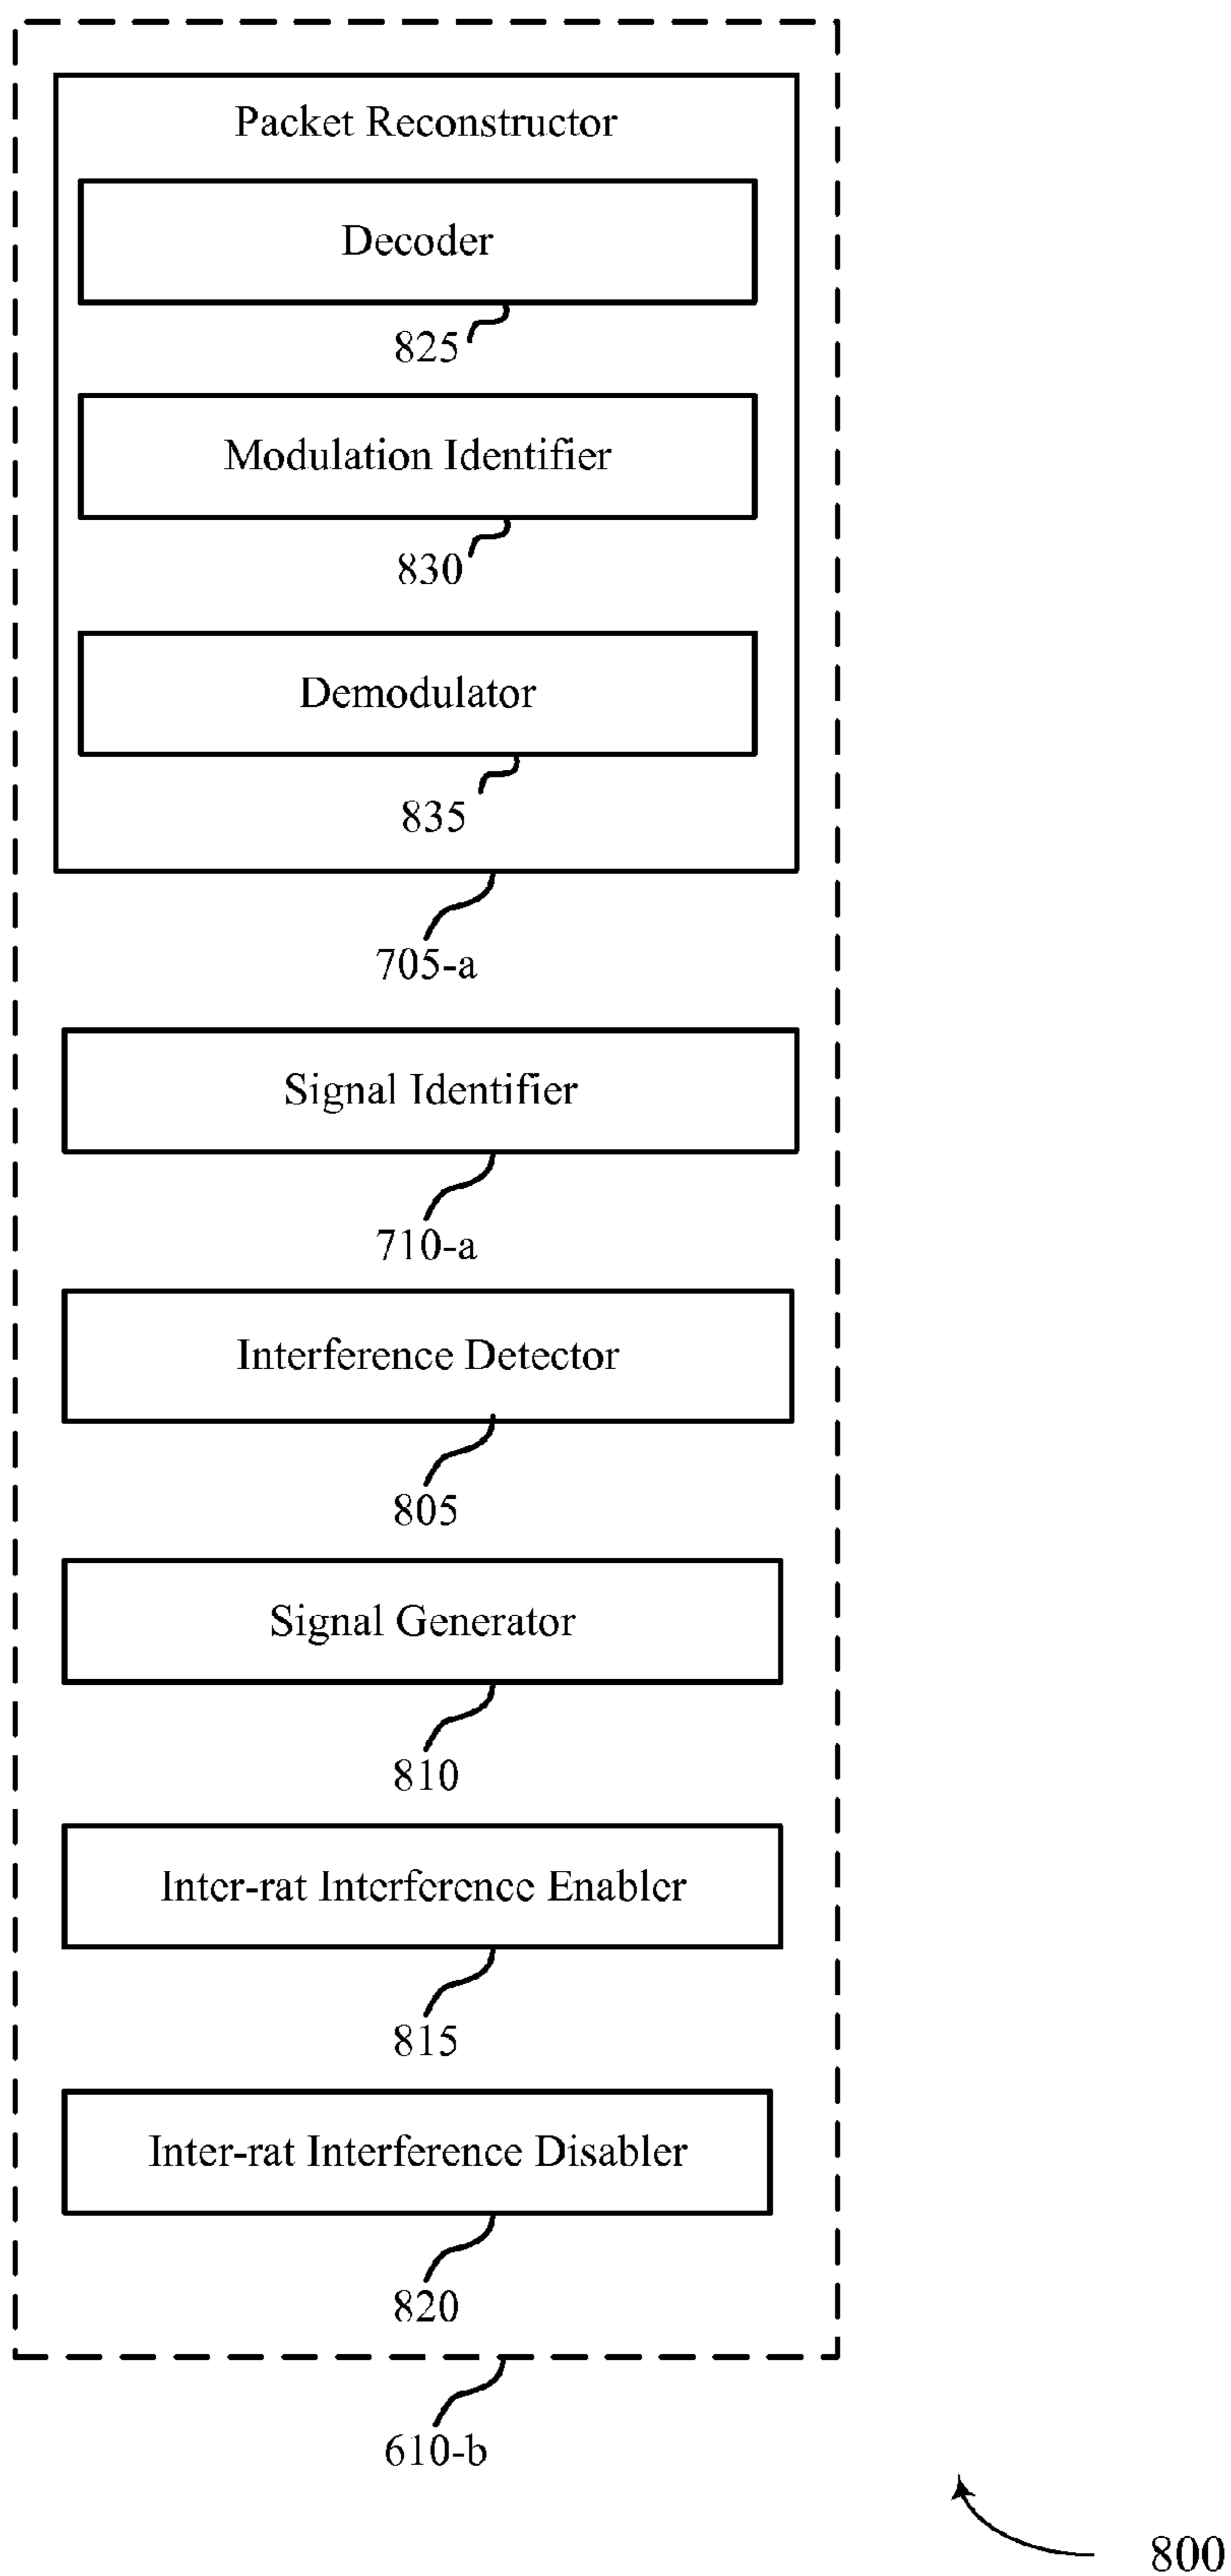 Packet Reconstructor
Decoder
825
Modulation Identifier
830
Demodulator
835
705-a
Signal Identifier
710-a
Interference Detector
805
Signal Generator
810
Inter-rat Interference Enabler
815
Inter-rat Interference Disabler
820
610-b
800